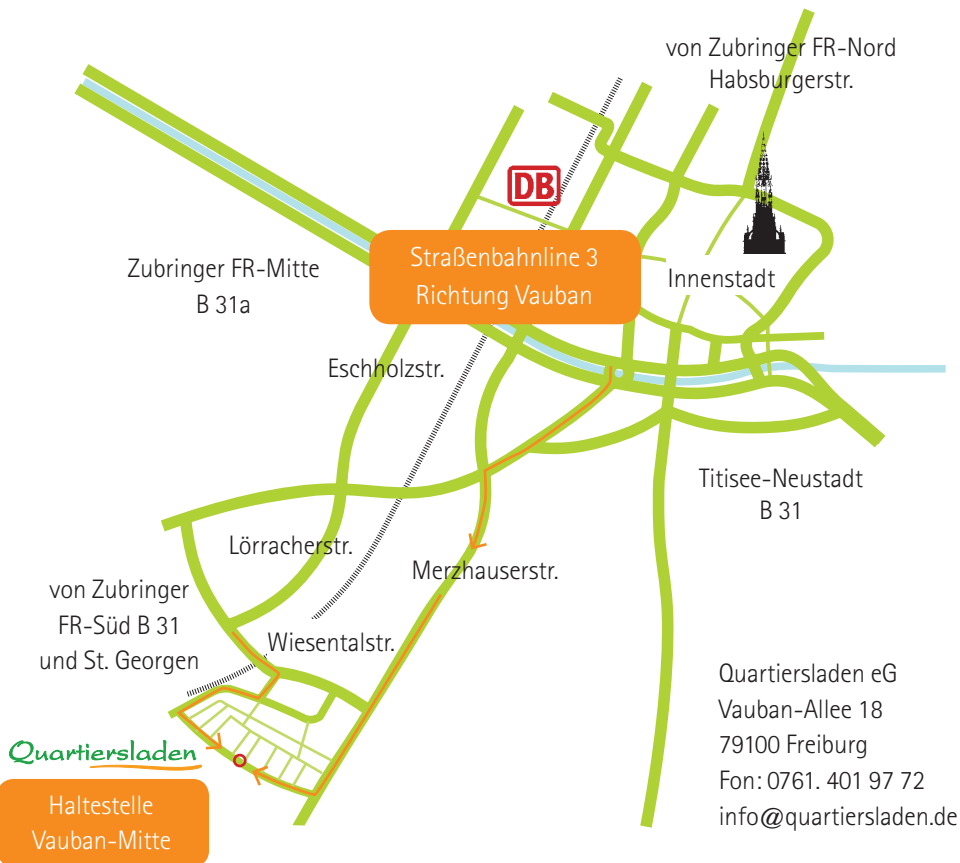 von Zubringer FR-Nord
Habsburgerstr.
DB
Zubringer FR-Mitte
B 31a
Straßenbahnline 3
Richtung Vauban
Innenstadt
Eschholzstr.
Titisee-Neustadt
B 31
Lörracherstr.
Merzhauserstr.
von Zubringer
FR-Süd B 31
und St. Georgen
Wiesentalstr.
Quartiersladen
Haltestelle
Vauban-Mitte
Quartiersladen eG
Vauban-Allee 18
79100 Freiburg
Fon: 0761. 401 97 72
info@quartiersladen.de